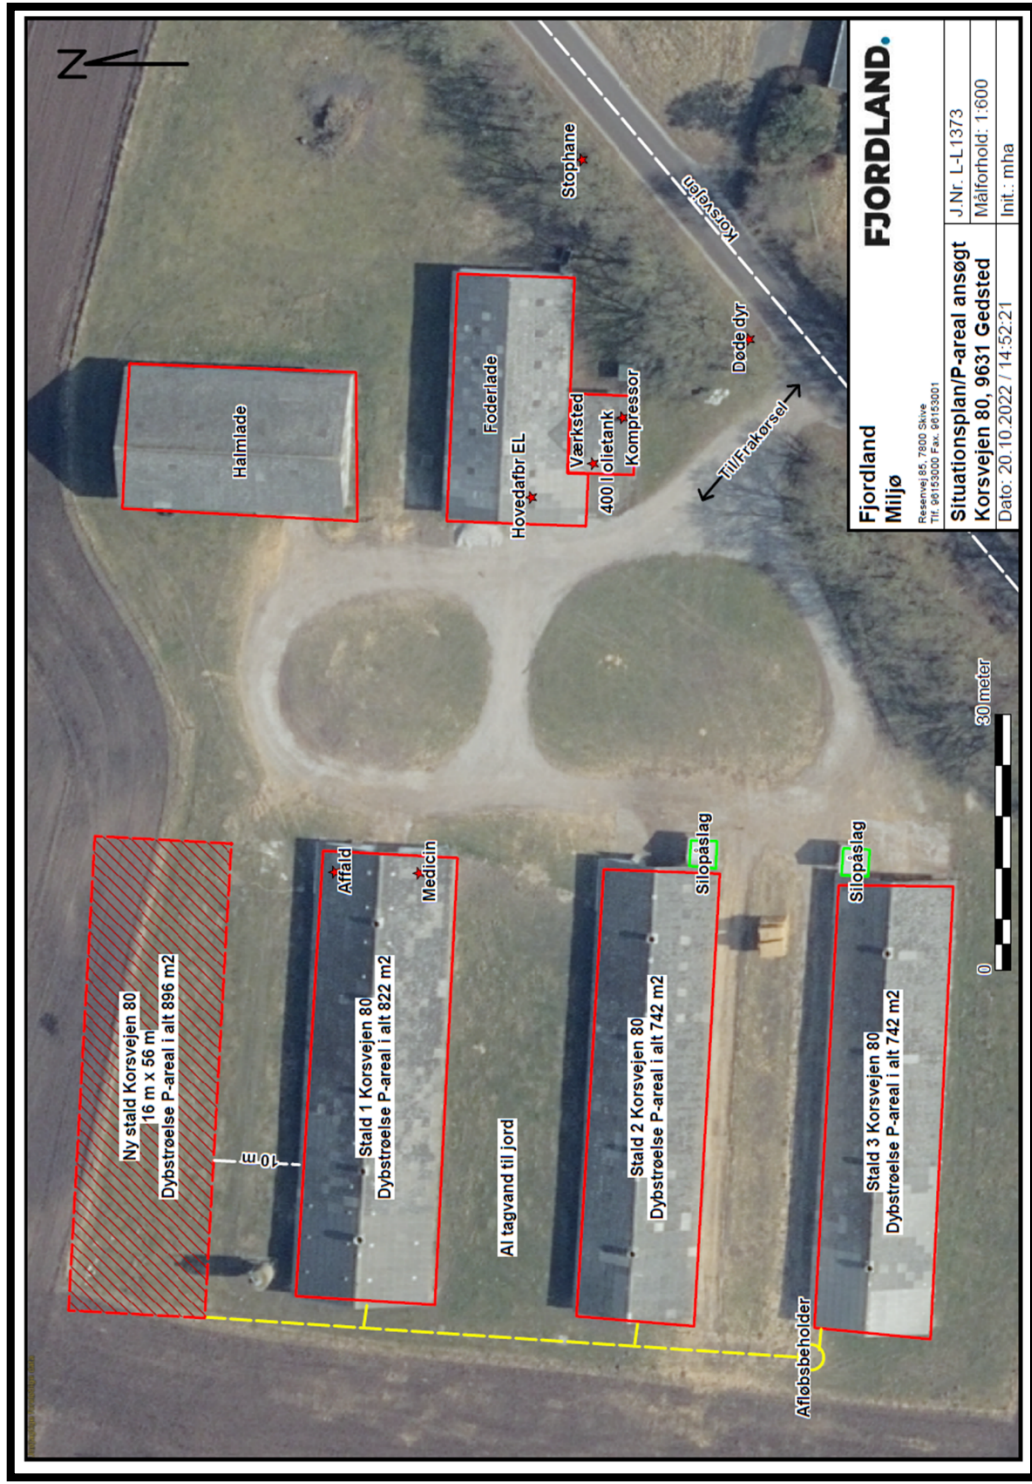 N
Ny stald Korsvejen 80
16 m x 56 m
Dybstrøelse P-areal i alt 896 m2
10 m
Stald 1 Korsvejen 80
Dybstrøelse P-areal i alt 822 m2
Affald
Medicin
Al tagvand til jord
Stald 2 Korsvejen 80
Dybstrøelse P-areal i alt 742 m2
Silopåslag
Stald 3 Korsvejen 80
Dybstrøelse P-areal i alt 742 m2
Silopåslag
Afløbsbeholder
Halmlade
Foderlade
Hovedafbr EL
Værksted
400 l olietank
Kompressor
Stophane
Døde dyr
Til/Frakørsel
Korsvejen
0
30 meter
Fjordland
Miljø
FJORDLAND.
Resenvej 85, 7800 Skive
Tlf. 96153000 Fax. 96153001
Situationsplan/P-areal ansøgt
Korsvejen 80, 9631 Gedsted
Dato: 20.10.2022 / 14:52:21
J.Nr. L-L1373
Målforhold: 1:600
Init.: mha